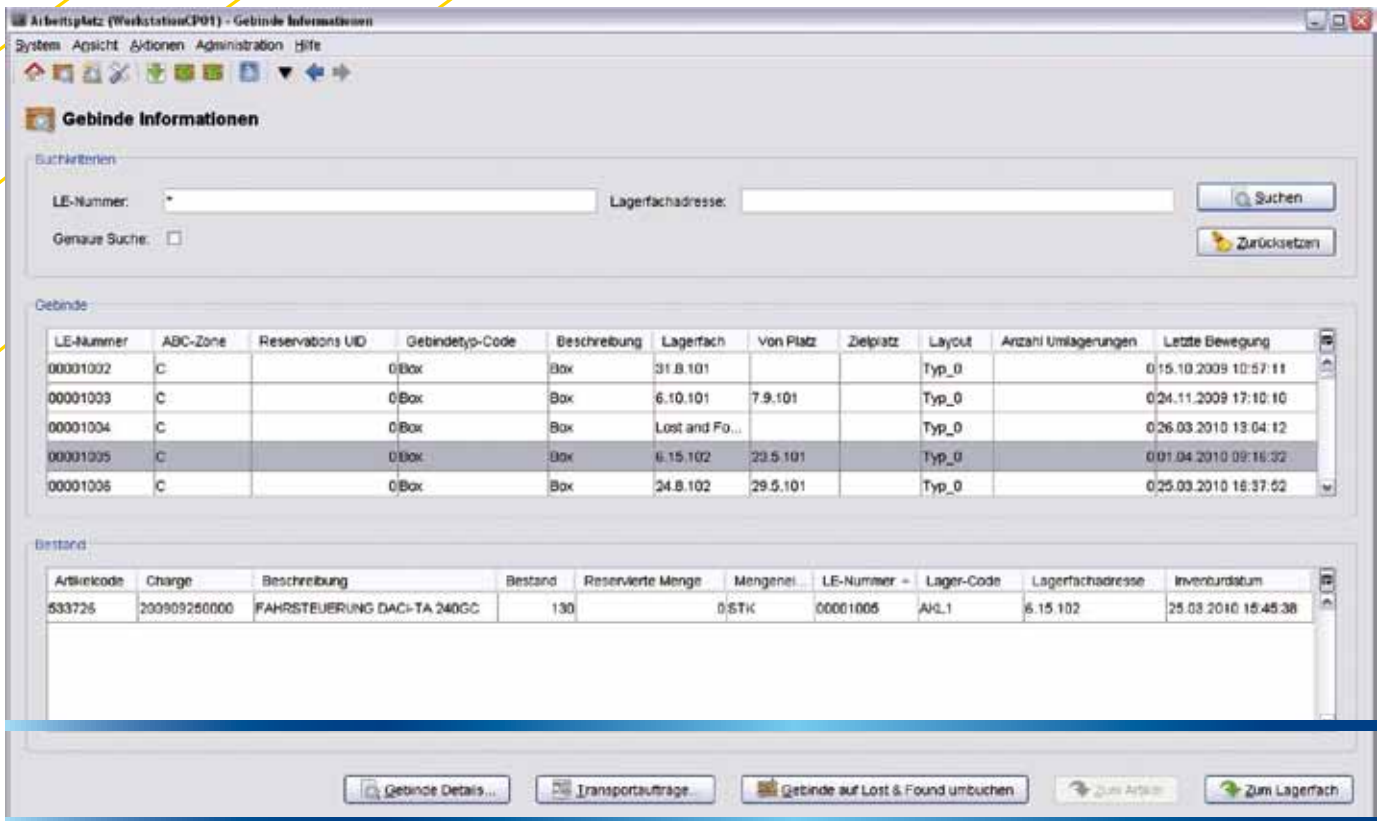 Arbeitsplatz (WorkstationCP01) - Gebinde Informationen
System Ansicht Aktionen Administration Hilfe
Gebinde Informationen
Suchkriterien
LE-Nummer: * Lagerfachadresse: Suchen
Genaue Suche: Zurücksetzen
Gebinde
LE-Nummer ABC-Zone Reservations UID Gebindetyp-Code Beschreibung Lagerfach Von Platz Zielplatz Layout Anzahl Umlagerungen Letzte Bewegung
00001002 C 0 Box Box 31.8.101 Typ_0 0 15.10.2009 10:57:11
00001003 C 0 Box Box 6.10.101 7.9.101 Typ_0 0 24.11.2009 17:10:10
00001004 C 0 Box Box Lost and Fo... Typ_0 0 26.03.2010 13:04:12
00001005 C 0 Box Box 6.15.102 23.5.101 Typ_0 0 01.04.2010 09:16:32
00001006 C 0 Box Box 24.8.102 29.5.101 Typ_0 0 25.03.2010 16:37:52
Bestand
Artikelcode Charge Beschreibung Bestand Reservierte Menge Mengenei... LE-Nummer Lager-Code Lagerfachadresse Inventurdatum
533726 200909250000 FAHRSTEUERUNG DACI-TA 240GC 130 0 STK 00001005 AKL1 6.15.102 25.03.2010 15:45:38
Gebinde Details... Transportaufträge... Gebinde auf Lost & Found umbuchen Zum Artikel Zum Lagerfach